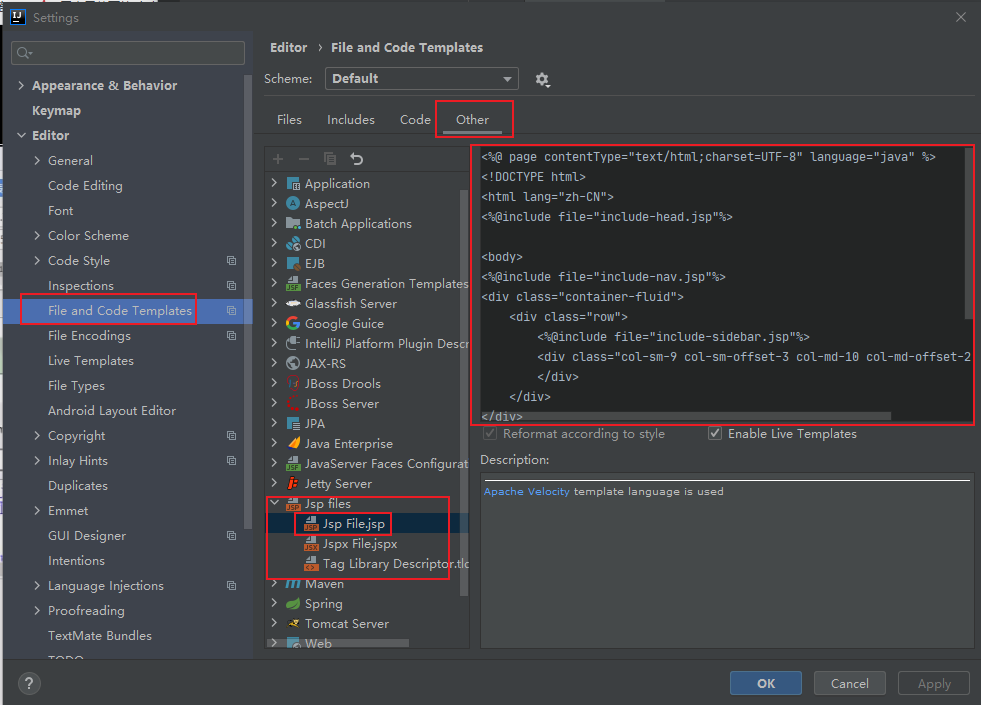 Settings
Appearance & Behavior
Keymap
Editor
General
Code Editing
Font
Color Scheme
Code Style
Inspections
File and Code Templates
File Encodings
Live Templates
File Types
Android Layout Editor
Copyright
Inlay Hints
Duplicates
Emmet
GUI Designer
Intentions
Language Injections
Proofreading
TextMate Bundles
TODO
Editor › File and Code Templates
Scheme: Default
Files Includes Code Other
Application
AspectJ
Batch Applications
CDI
EJB
Faces Generation Templates
Glassfish Server
Google Guice
IntelliJ Platform Plugin Descr
JAX-RS
JBoss Drools
JBoss Server
JPA
Java Enterprise
JavaServer Faces Configurat
Jetty Server
Jsp files
Jsp File.jsp
Jspx File.jspx
Tag Library Descriptor.tld
Maven
Spring
Tomcat Server
Web
<%@ page contentType="text/html;charset=UTF-8" language="java" %>
<!DOCTYPE html>
<html lang="zh-CN">
<%@include file="include-head.jsp"%>
<body>
<%@include file="include-nav.jsp"%>
<div class="container-fluid">
<div class="row">
<%@include file="include-sidebar.jsp"%>
<div class="col-sm-9 col-sm-offset-3 col-md-10 col-md-offset-2
</div>
</div>
</div>
Reformat according to style
Enable Live Templates
Description:
Apache Velocity template language is used
?
OK
Cancel
Apply